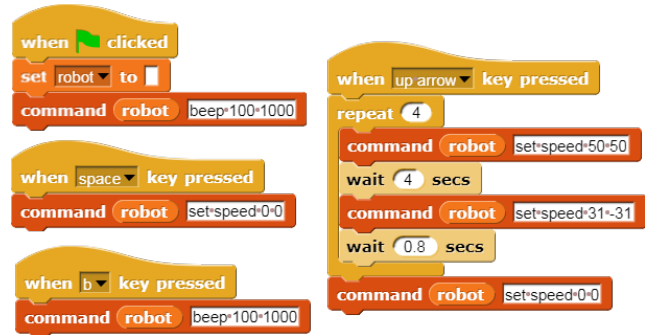 when clicked
set robot to
command robot beep 100 1000
when space key pressed
command robot set speed 0 0
when b key pressed
command robot beep 100 1000
when up arrow key pressed
repeat 4
command robot set speed 50 50
wait 4 secs
command robot set speed 31 -31
wait 0.8 secs
command robot set speed 0 0